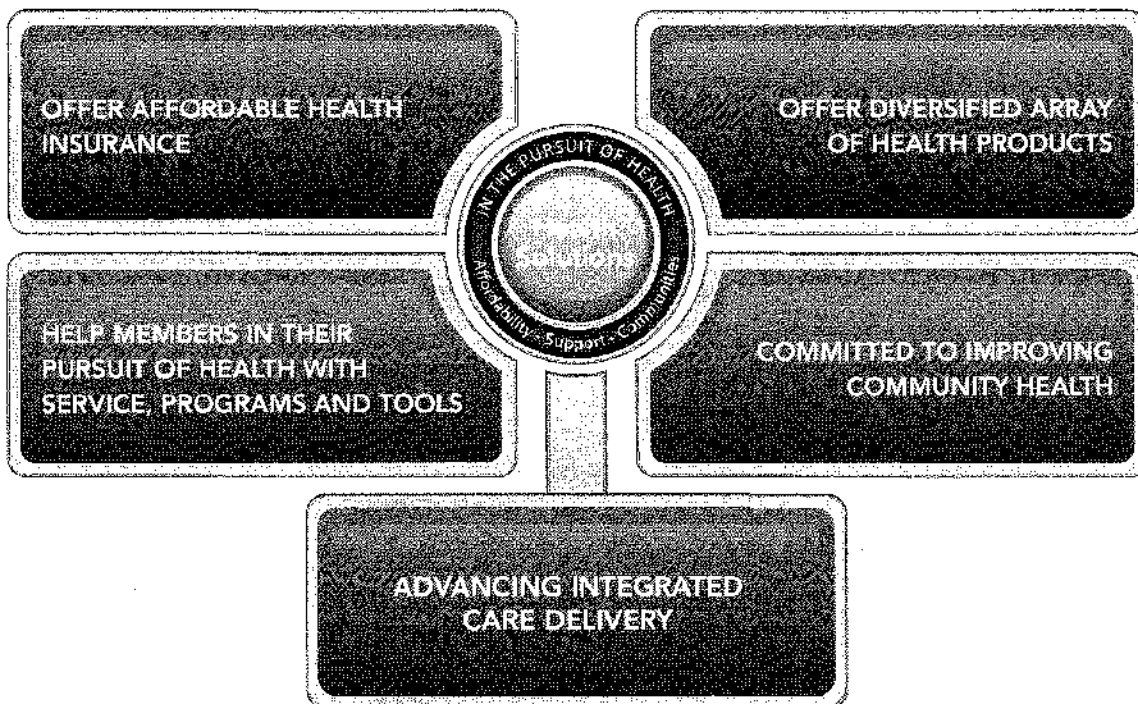 OFFER AFFORDABLE HEALTH
INSURANCE
OFFER DIVERSIFIED ARRAY
OF HEALTH PRODUCTS
IN THE PURSUIT OF HEALTH
Solutions
Affordability • Support • Communities
HELP MEMBERS IN THEIR
PURSUIT OF HEALTH WITH
SERVICE, PROGRAMS AND TOOLS
COMMITTED TO IMPROVING
COMMUNITY HEALTH
ADVANCING INTEGRATED
CARE DELIVERY